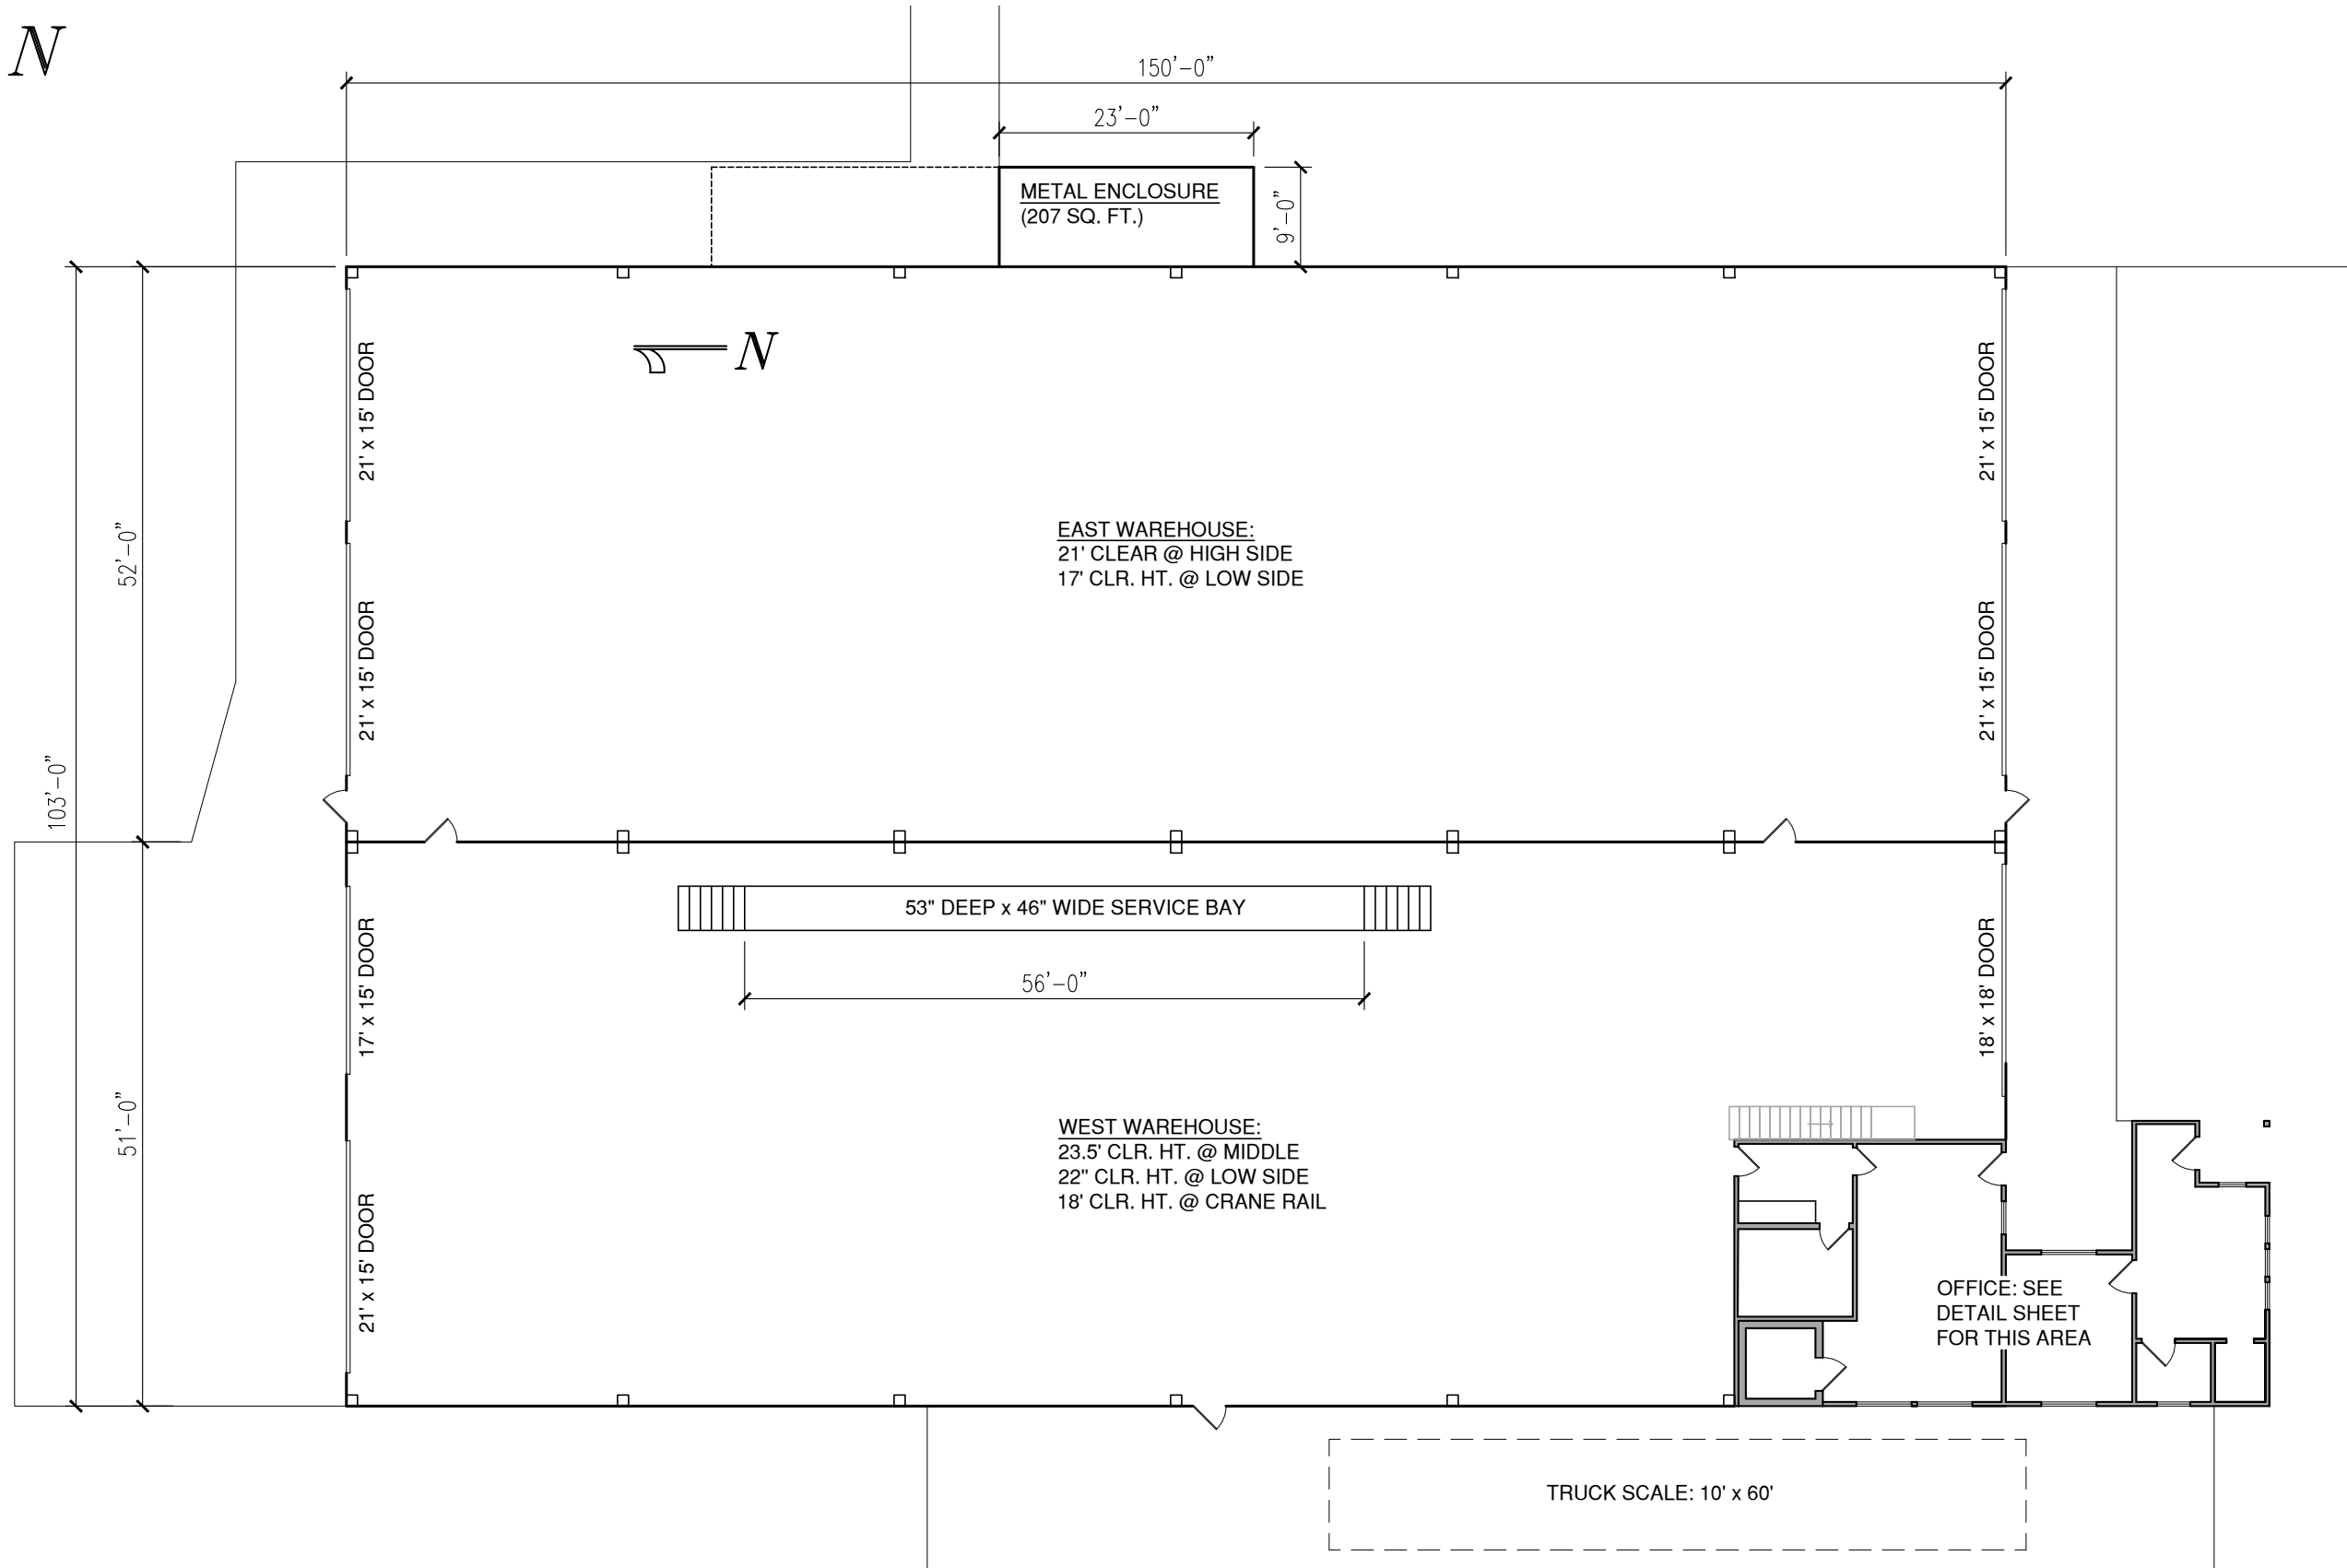 N
150'-0"
23'-0"
METAL ENCLOSURE
(207 SQ. FT.)
9'-0"
N
21' x 15' DOOR
21' x 15' DOOR
EAST WAREHOUSE:
21' CLEAR @ HIGH SIDE
17' CLR. HT. @ LOW SIDE
52'-0"
21' x 15' DOOR
21' x 15' DOOR
103'-0"
53" DEEP x 46" WIDE SERVICE BAY
17' x 15' DOOR
18' x 18' DOOR
56'-0"
51'-0"
WEST WAREHOUSE:
23.5' CLR. HT. @ MIDDLE
22" CLR. HT. @ LOW SIDE
18' CLR. HT. @ CRANE RAIL
21' x 15' DOOR
OFFICE: SEE
DETAIL SHEET
FOR THIS AREA
TRUCK SCALE: 10' x 60'